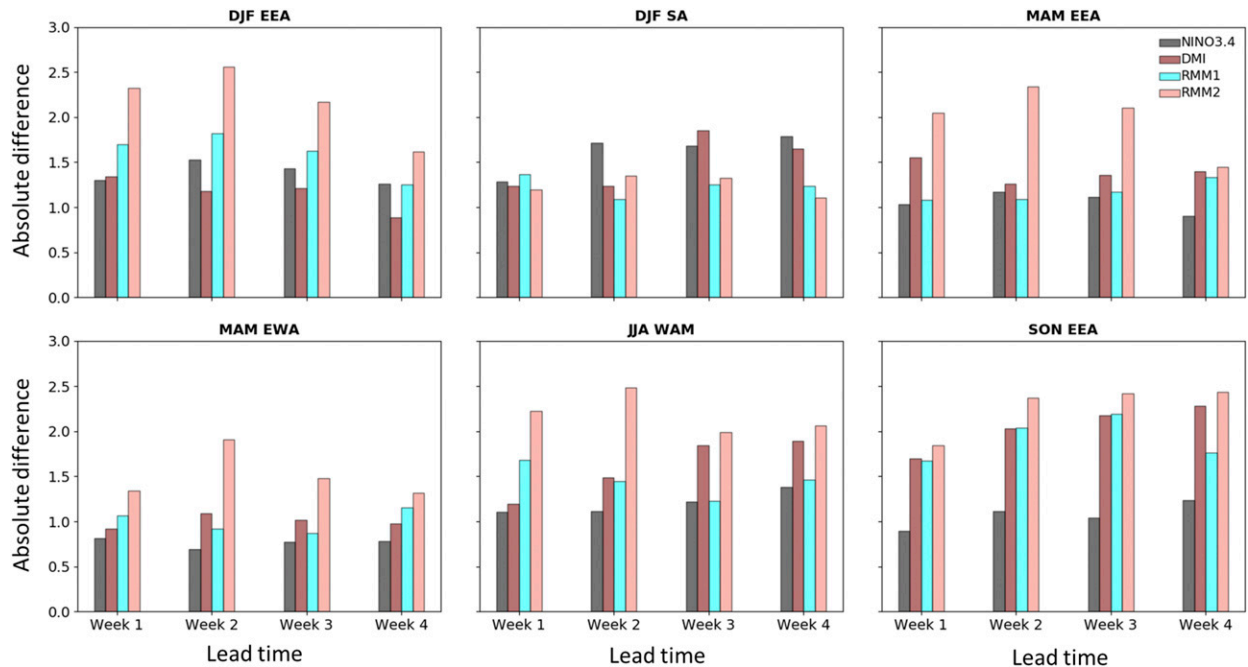 DJF EEA
DJF SA
MAM EEA
Absolute difference
3.0
2.5
2.0
1.5
1.0
0.5
0.0
NINO3.4
DMI
RMM1
RMM2
MAM EWA
JJA WAM
SON EEA
Absolute difference
3.0
2.5
2.0
1.5
1.0
0.5
0.0
Week 1 Week 2 Week 3 Week 4
Week 1 Week 2 Week 3 Week 4
Week 1 Week 2 Week 3 Week 4
Lead time
Lead time
Lead time